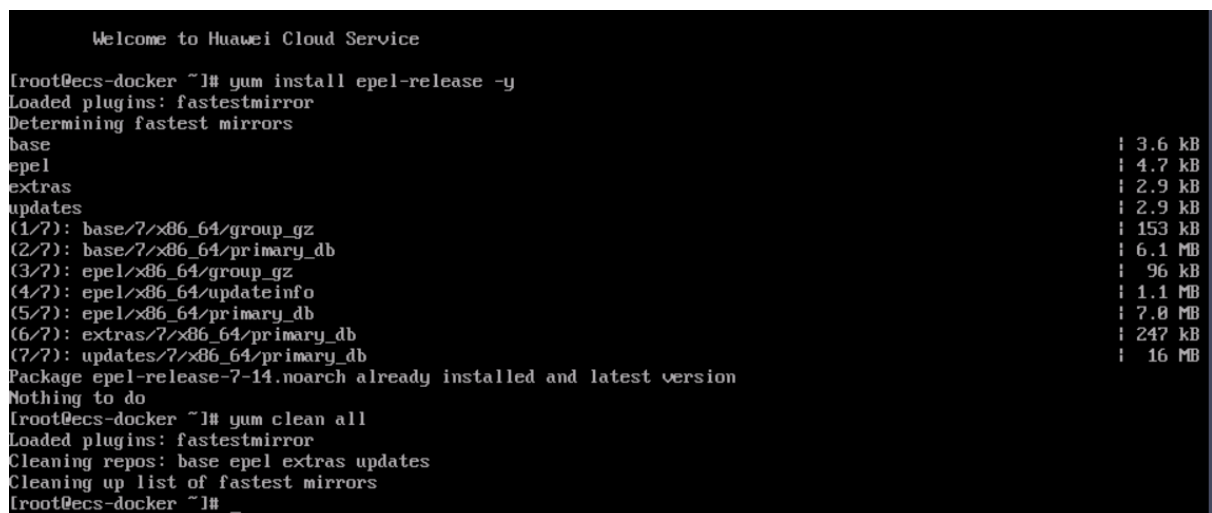 Welcome to Huawei Cloud Service
[root@ecs-docker ~]# yum install epel-release -y
Loaded plugins: fastestmirror
Determining fastest mirrors
base | 3.6 kB
epel | 4.7 kB
extras | 2.9 kB
updates | 2.9 kB
(1/7): base/7/x86_64/group_gz | 153 kB
(2/7): base/7/x86_64/primary_db | 6.1 MB
(3/7): epel/x86_64/group_gz | 96 kB
(4/7): epel/x86_64/updateinfo | 1.1 MB
(5/7): epel/x86_64/primary_db | 7.0 MB
(6/7): extras/7/x86_64/primary_db | 247 kB
(7/7): updates/7/x86_64/primary_db | 16 MB
Package epel-release-7-14.noarch already installed and latest version
Nothing to do
[root@ecs-docker ~]# yum clean all
Loaded plugins: fastestmirror
Cleaning repos: base epel extras updates
Cleaning up list of fastest mirrors
[root@ecs-docker ~]# _